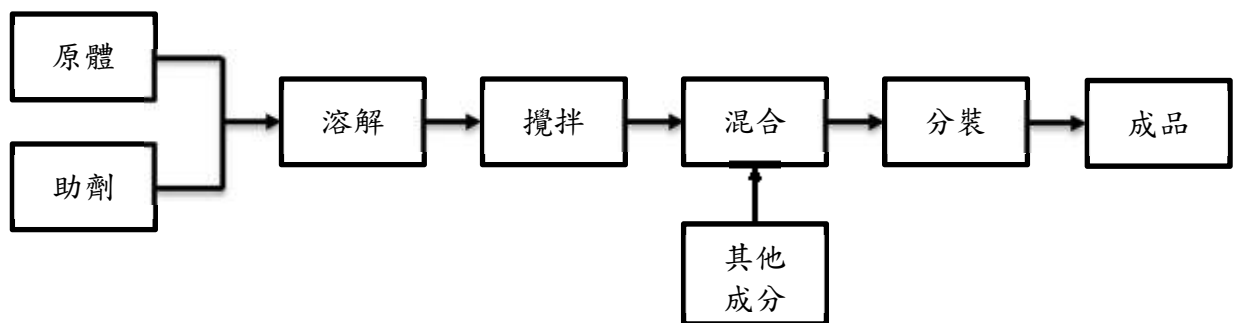 原體
助劑
溶解
攪拌
混合
分裝
成品
其他
成分